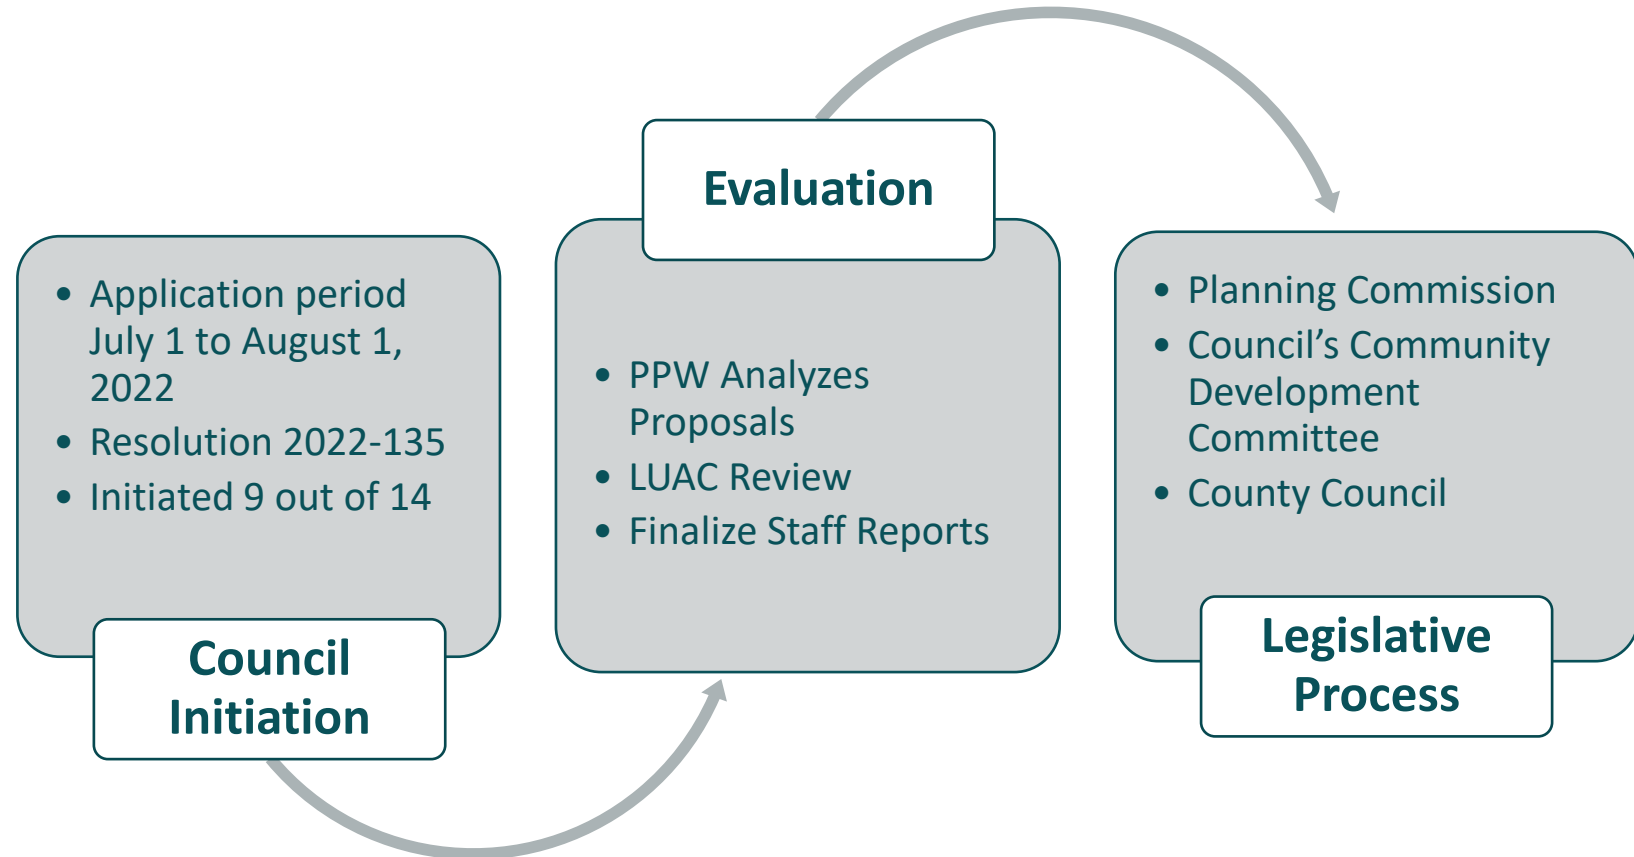 • Application period
July 1 to August 1,
2022
• Resolution 2022-135
• Initiated 9 out of 14
Council
Initiation
Evaluation
• PPW Analyzes
Proposals
• LUAC Review
• Finalize Staff Reports
• Planning Commission
• Council’s Community
Development
Committee
• County Council
Legislative
Process